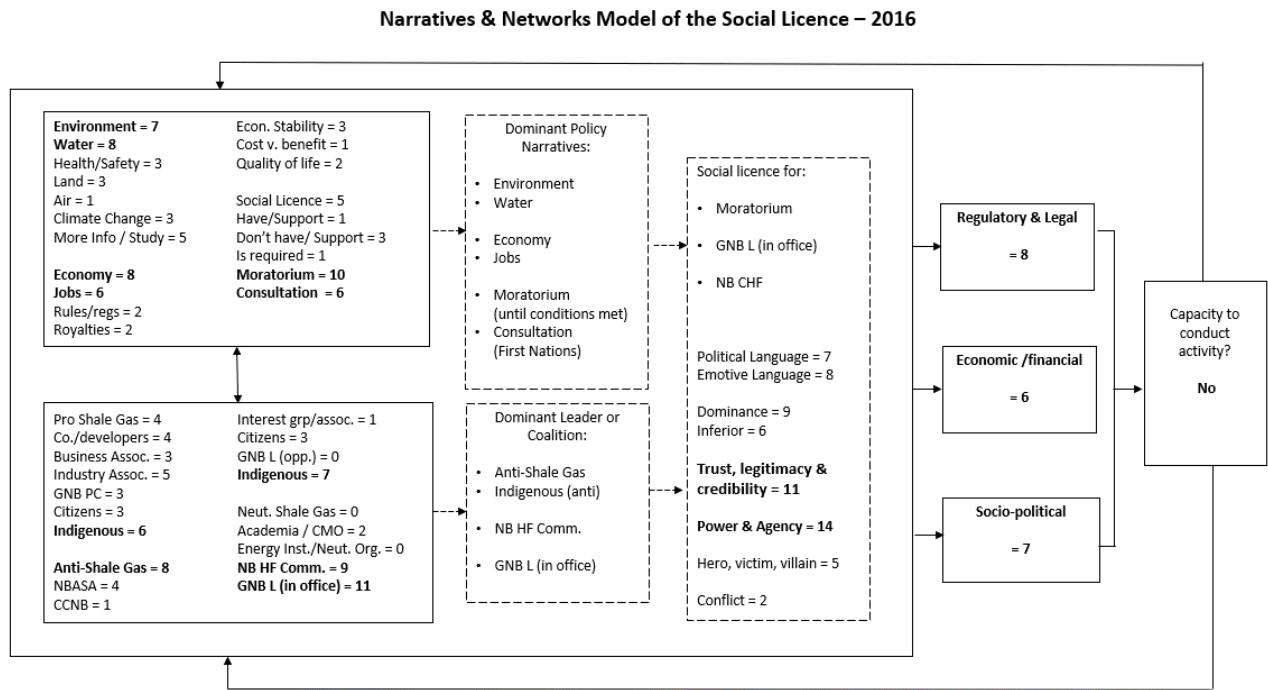 Narratives & Networks Model of the Social Licence – 2016
Environment = 7
Water = 8
Health/Safety = 3
Land = 3
Air = 1
Climate Change = 3
More Info / Study = 5
Economy = 8
Jobs = 6
Rules/regs = 2
Royalties = 2
Econ. Stability = 3
Cost v. benefit = 1
Quality of life = 2
Social Licence = 5
Have/Support = 1
Don’t have/ Support = 3
Is required = 1
Moratorium = 10
Consultation = 6
Pro Shale Gas = 4
Co./developers = 4
Business Assoc. = 3
Industry Assoc. = 5
GNB PC = 3
Citizens = 3
Indigenous = 6
Anti-Shale Gas = 8
NBASA = 4
CCNB = 1
Interest grp/assoc. = 1
Citizens = 3
GNB L (opp.) = 0
Indigenous = 7
Neut. Shale Gas = 0
Academia / CMO = 2
Energy Inst./Neut. Org. = 0
NB HF Comm. = 9
GNB L (in office) = 11
Dominant Policy
Narratives:
• Environment
• Water
• Economy
• Jobs
• Moratorium
(until conditions met)
• Consultation
(First Nations)
Dominant Leader or
Coalition:
• Anti-Shale Gas
• Indigenous (anti)
• NB HF Comm.
• GNB L (in office)
Social licence for:
• Moratorium
• GNB L (in office)
• NB CHF
Political Language = 7
Emotive Language = 8
Dominance = 9
Inferior = 6
Trust, legitimacy &
credibility = 11
Power & Agency = 14
Hero, victim, villain = 5
Conflict = 2
Regulatory & Legal
= 8
Economic /financial
= 6
Socio-political
= 7
Capacity to
conduct
activity?
No